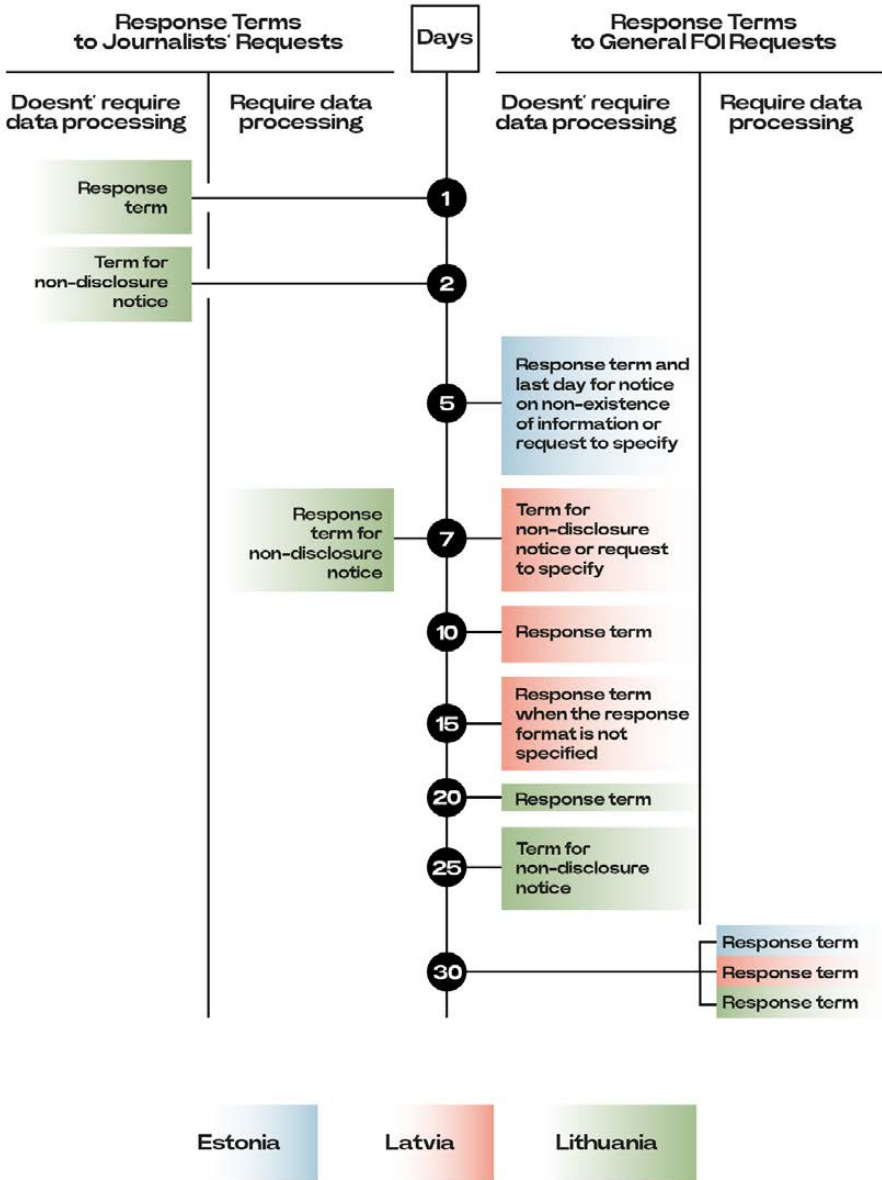 Response Terms
to Journalists' Requests
Days
Response Terms
to General FOI Requests
Doesnt' require
data processing
Require data
processing
Doesnt' require
data processing
Require data
processing
Response
term
1
Term for
non-disclosure
notice
2
5
Response term and
last day for notice
on non-existence
of information or
request to specify
Response
term for
non-disclosure
notice
7
Term for
non-disclosure
notice or request
to specify
10
Response term
15
Response term
when the response
format is not
specified
20
Response term
25
Term for
non-disclosure
notice
30
Response term
Response term
Response term
Estonia
Latvia
Lithuania